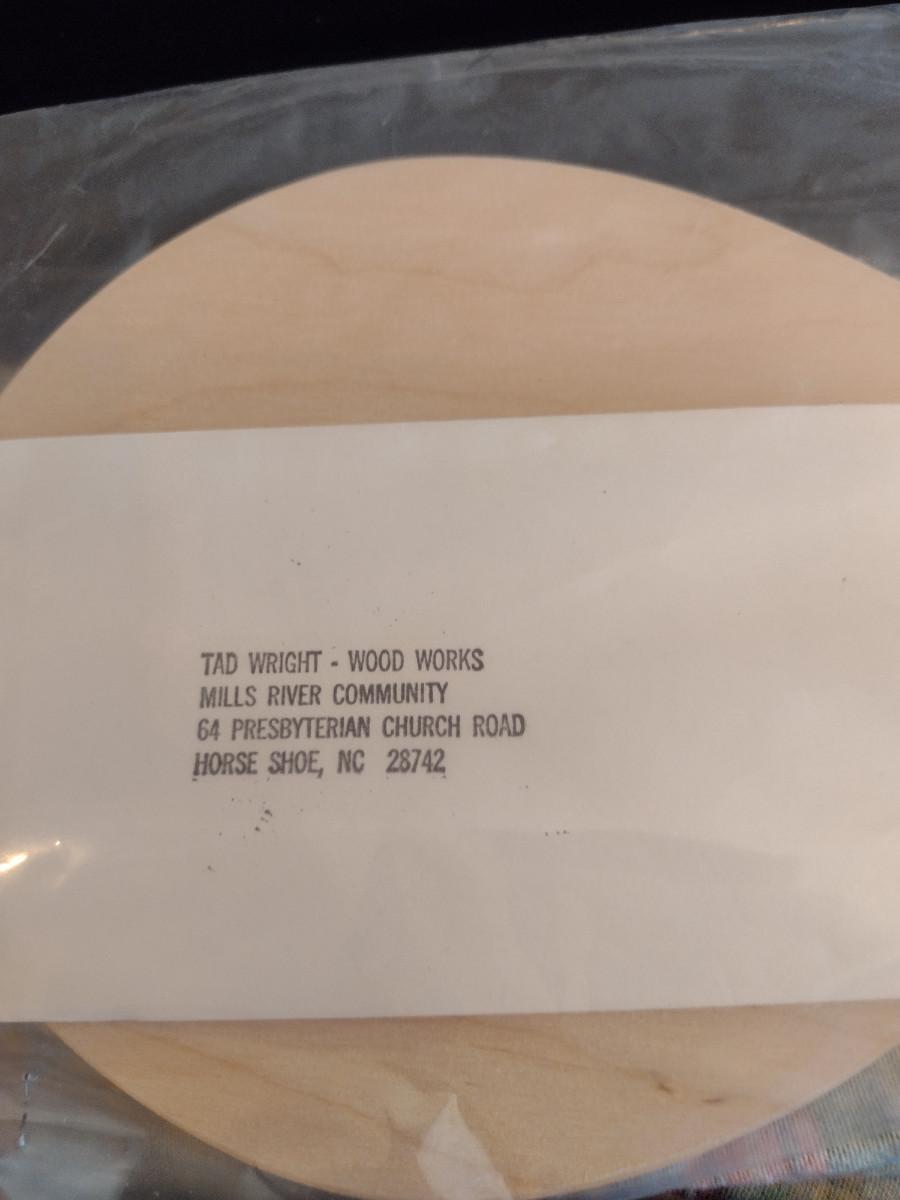 TAD WRIGHT - WOOD WORKS
MILLS RIVER COMMUNITY
64 PRESBYTERIAN CHURCH ROAD
HORSE SHOE, NC 28742